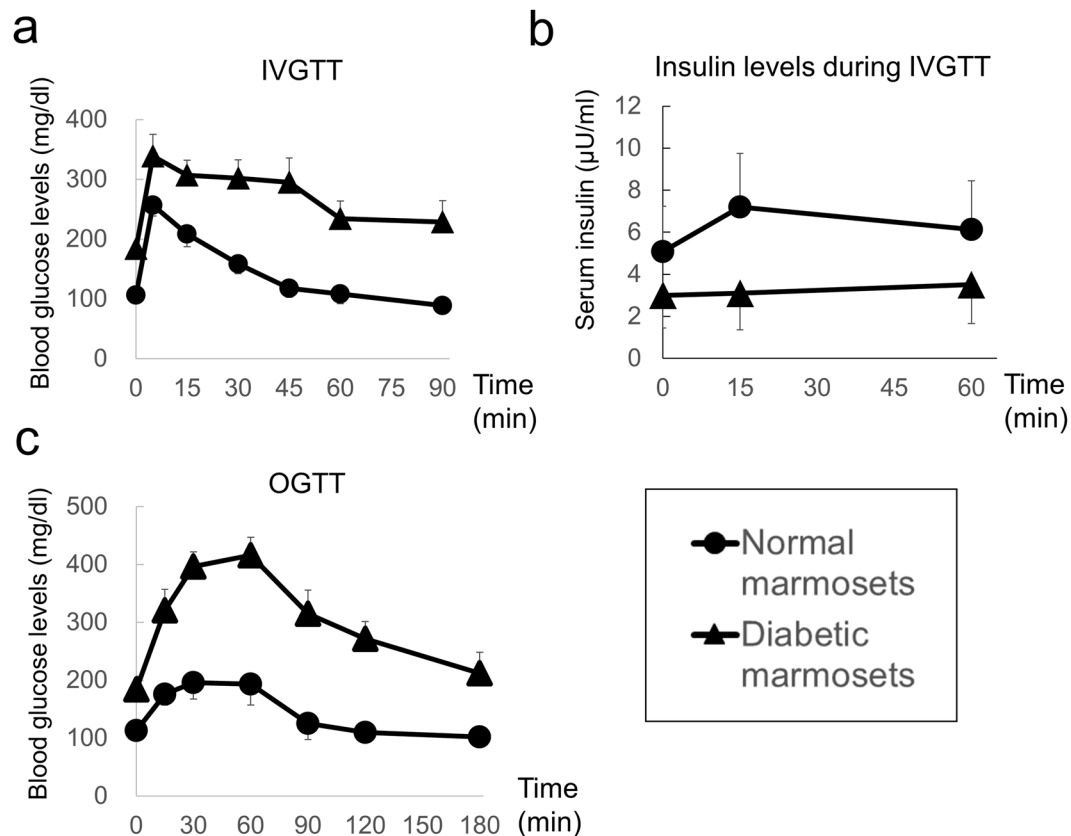 a
IVGTT
Blood glucose levels (mg/dl)
400
300
200
100
0
0 15 30 45 60 75 90
Time
(min)
b
Insulin levels during IVGTT
Serum insulin (µU/ml)
12
10
8
6
4
2
0
0 15 30 45 60
Time
(min)
c
OGTT
Blood glucose levels (mg/dl)
500
400
300
200
100
0
0 30 60 90 120 150 180
Time
(min)
Normal
marmosets
Diabetic
marmosets